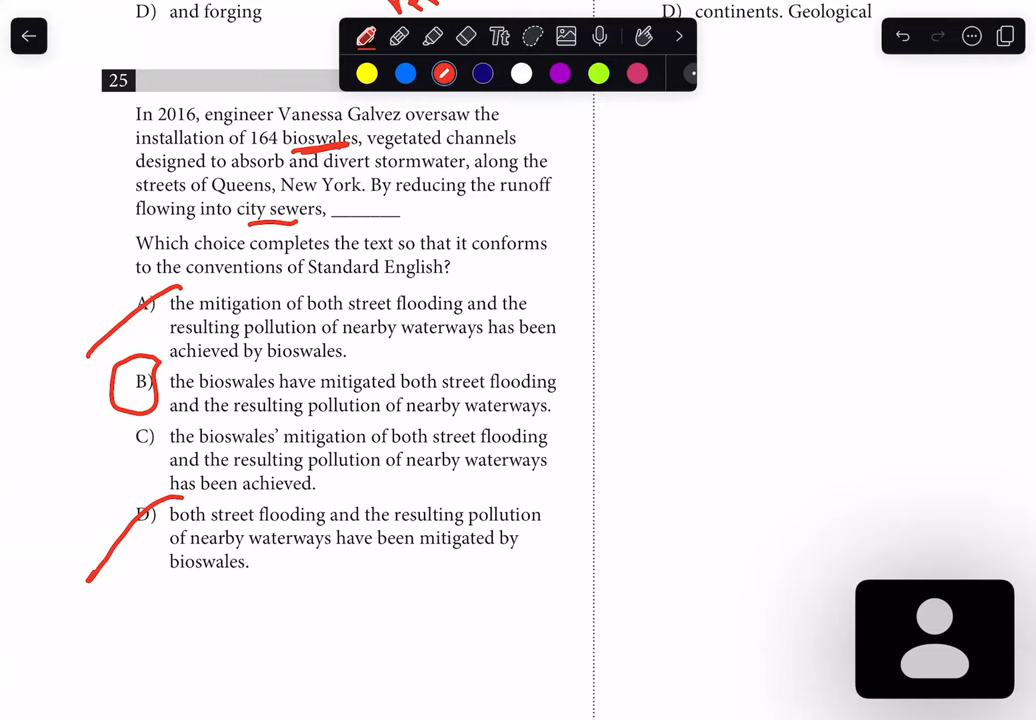 D) and forging
D) continents. Geological
Tt
25
In 2016, engineer Vanessa Galvez oversaw the
installation of 164 bioswales, vegetated channels
designed to absorb and divert stormwater, along the
streets of Queens, New York. By reducing the runoff
flowing into city sewers, _______
Which choice completes the text so that it conforms
to the conventions of Standard English?
A) the mitigation of both street flooding and the
resulting pollution of nearby waterways has been
achieved by bioswales.
B) the bioswales have mitigated both street flooding
and the resulting pollution of nearby waterways.
C) the bioswales’ mitigation of both street flooding
and the resulting pollution of nearby waterways
has been achieved.
D) both street flooding and the resulting pollution
of nearby waterways have been mitigated by
bioswales.